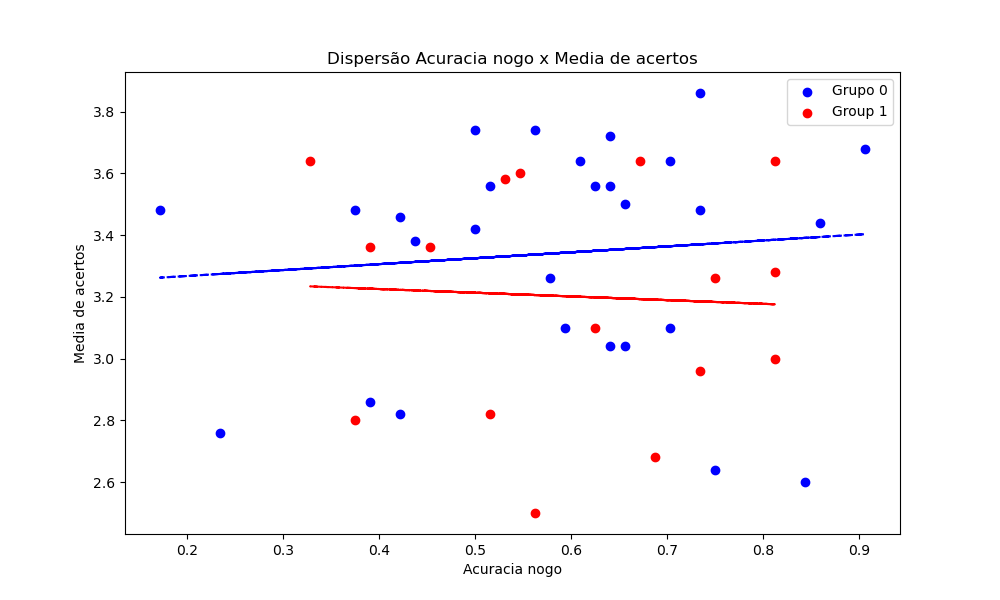 Dispersão Acuracia nogo x Media de acertos
Grupo 0
Group 1
Media de acertos
3.8
3.6
3.4
3.2
3.0
2.8
2.6
0.2 0.3 0.4 0.5 0.6 0.7 0.8 0.9
Acuracia nogo